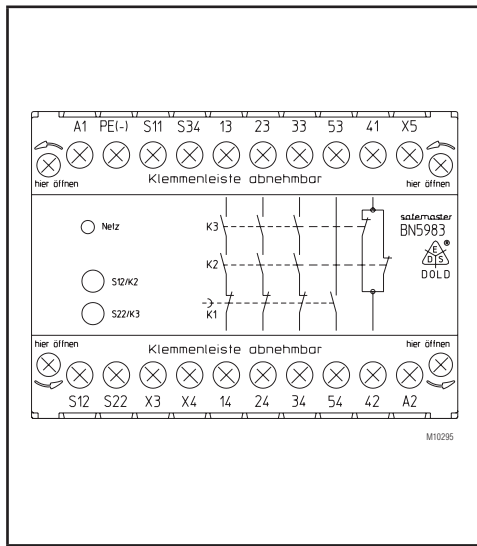 A1 PE(-) S11 S34 13 23 33 53 41 X5
hier öffnen Klemmenleiste abnehmbar hier öffnen
safemaster
BN5983
Netz
K3
E
D S ®
DOLD
K2
S12/K2
S22/K3
K1
hier öffnen Klemmenleiste abnehmbar hier öffnen
S12 S22 X3 X4 14 24 34 54 42 A2
M10295